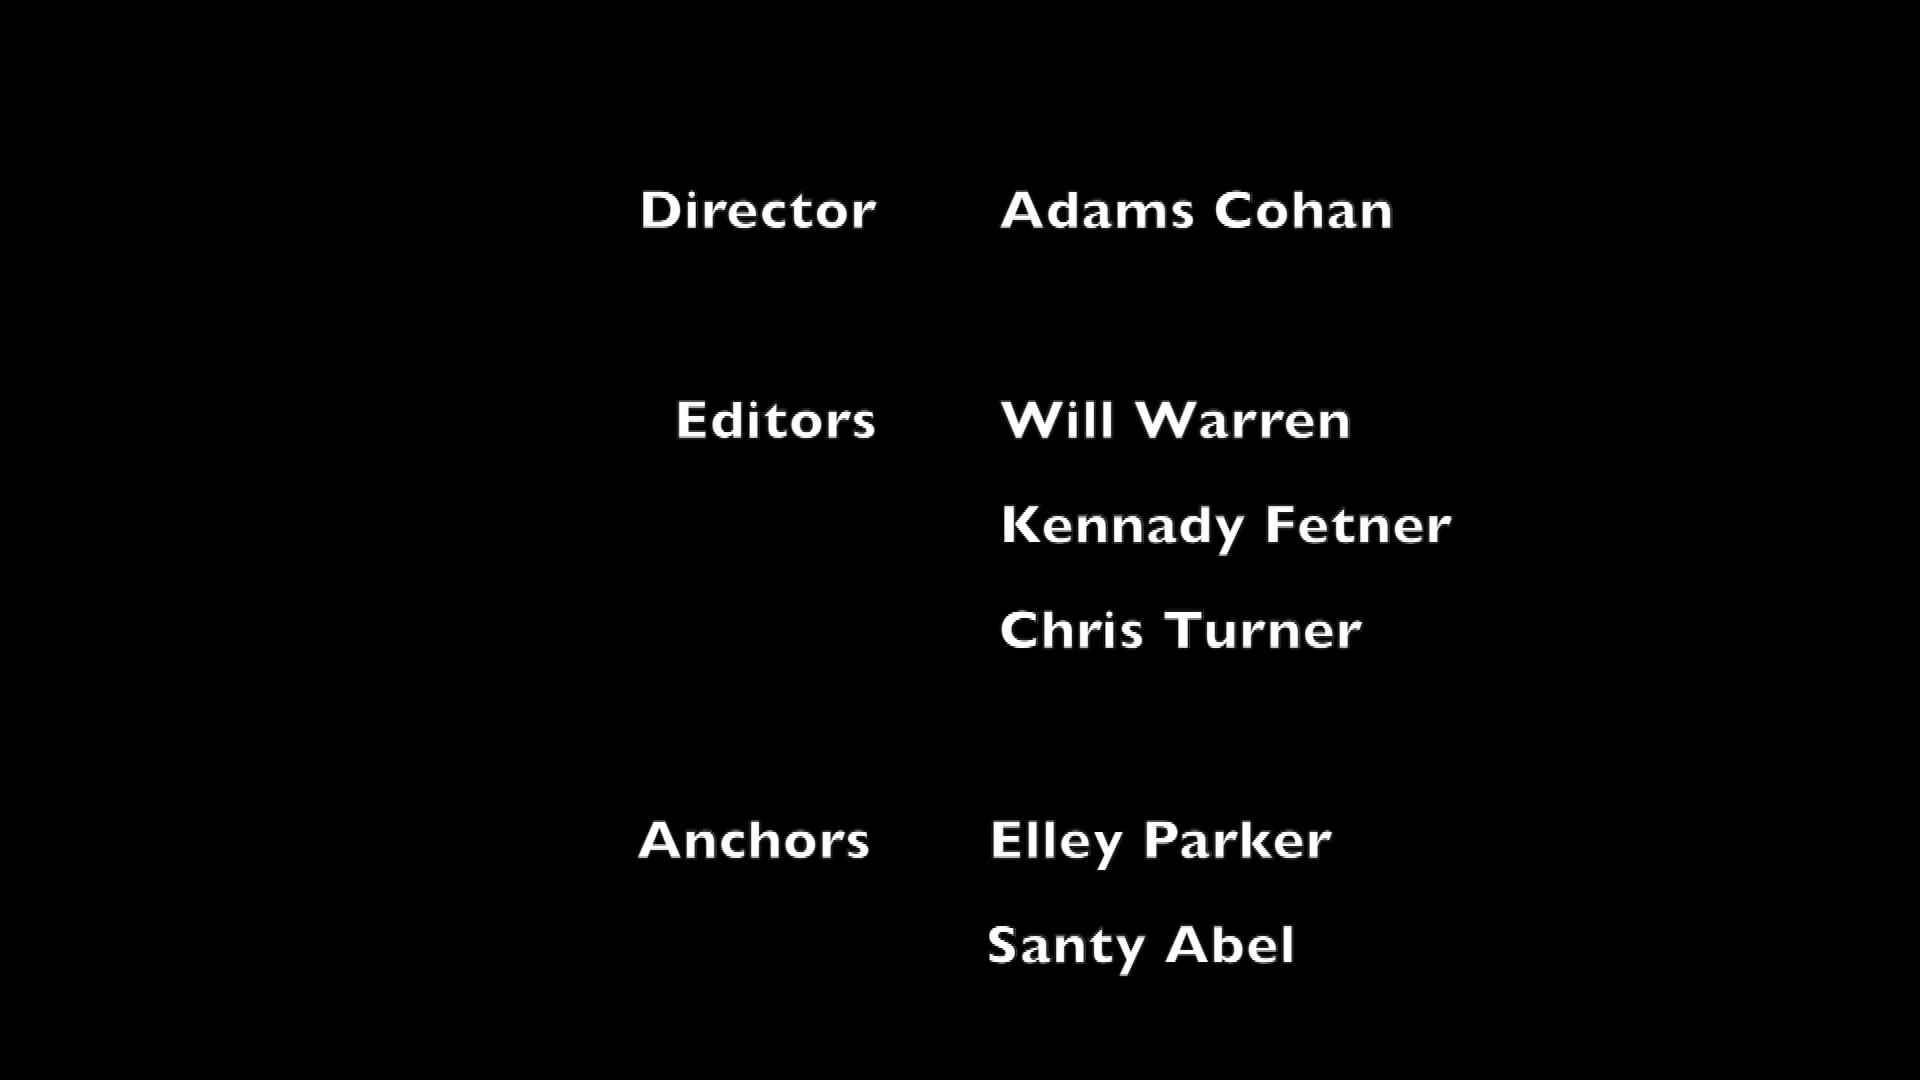 Director Adams Cohan
Editors Will Warren
Kennady Fetner
Chris Turner
Anchors Elley Parker
Santy Abel